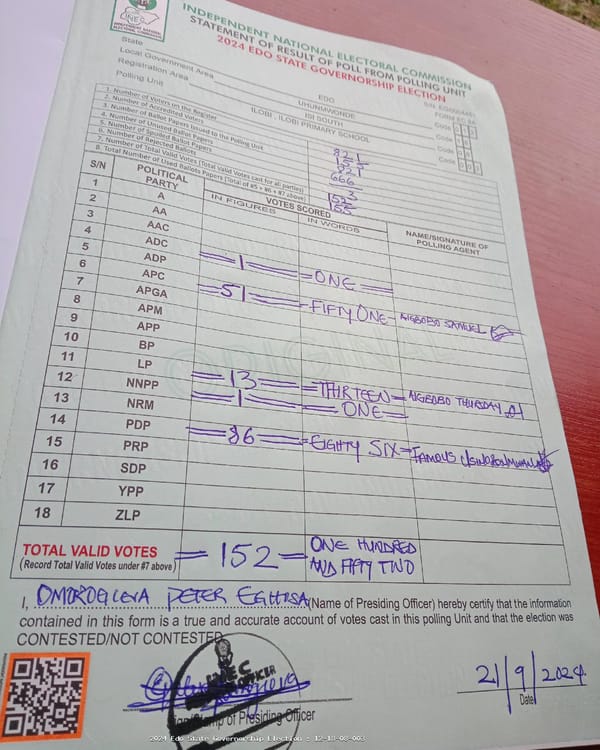 INDEPENDENT NATIONAL ELECTORAL COMMISSION
STATEMENT OF RESULT OF POLL FROM POLLING UNIT
2024 EDO STATE GOVERNORSHIP ELECTION
FORM EC 8A
State EDO Code
Local Government Area UHUNMWONDE Code
Registration Area ISI SOUTH Code
Polling Unit ILOBI, ILOBI PRIMARY SCHOOL Code
1. Number of Voters on the Register 821
2. Number of Accredited Voters 155
3. Number of Ballot Papers Issued to the Polling Unit 821
4. Number of Unused Ballot Papers 666
5. Number of Spoiled Ballot Papers
6. Number of Rejected Ballots 3
7. Number of Total Valid Votes (Total Valid Votes cast for all parties) 152
8. Total Number of Used Ballots Papers (Total of #5 + #6 + #7 above) 155
S/N POLITICAL PARTY VOTES SCORED NAME/SIGNATURE OF POLLING AGENT
IN FIGURES IN WORDS
1 A
2 AA
3 AAC
4 ADC
5 ADP =1= =ONE=
6 APC =51= =FIFTY ONE= AIGBOBO SAMUEL
7 APGA
8 APM
9 APP
10 BP
11 LP =13= =THIRTEEN= AIGBOBO THURSDAY
12 NNPP =1= =ONE=
13 NRM
14 PDP =86= =EIGHTY SIX= FAMOUS
15 PRP
16 SDP
17 YPP
18 ZLP
ORIGINAL
TOTAL VALID VOTES =152= ONE HUNDRED AND FIFTY TWO
(Record Total Valid Votes under #7 above)
I, PETER (Name of Presiding Officer) hereby certify that the information
contained in this form is a true and accurate account of votes cast in this polling Unit and that the election was
CONTESTED/NOT CONTESTED
INEC
21/9/2024
Stamp of Presiding Officer Date
2024 Edo State Governorship Election : 12-18-08-003